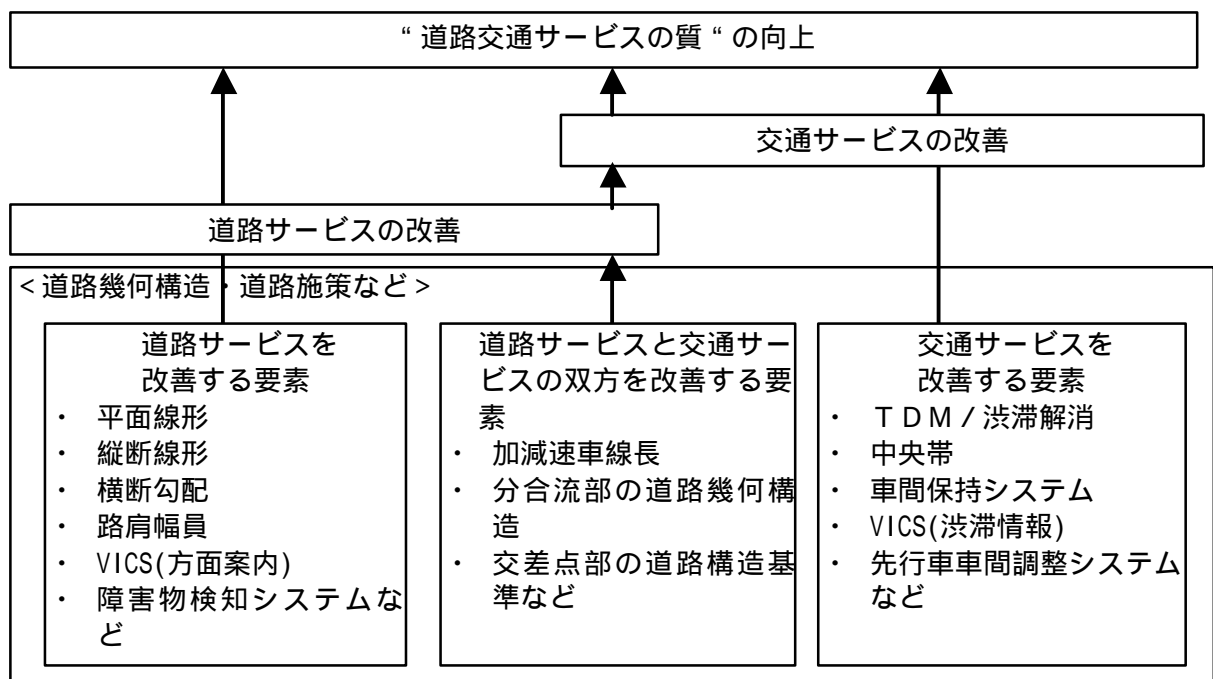 “道路交通サービスの質“の向上
交通サービスの改善
道路サービスの改善
<道路幾何構造・道路施策など>
道路サービスを
改善する要素
・ 平面線形
・ 縦断線形
・ 横断勾配
・ 路肩幅員
・ VICS(方面案内)
・ 障害物検知システムな
ど
道路サービスと交通サー
ビスの双方を改善する要
素
・ 加減速車線長
・ 分合流部の道路幾何構
造
・ 交差点部の道路構造基
準など
交通サービスを
改善する要素
・ TDM/渋滞解消
・ 中央帯
・ 車間保持システム
・ VICS(渋滞情報)
・ 先行車車間調整システム
など